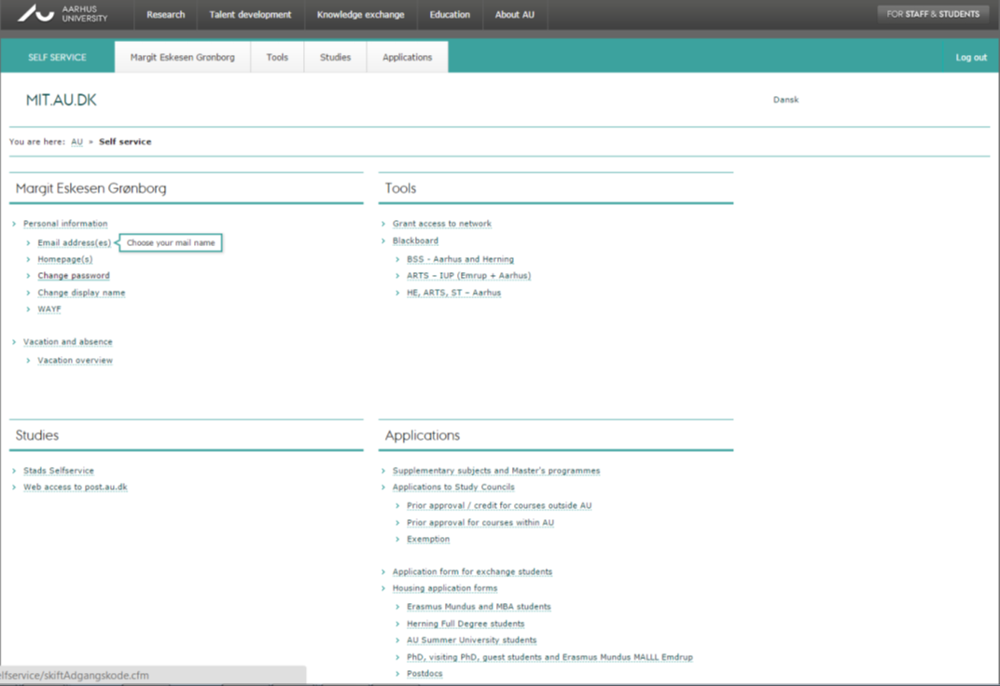 AARHUS
UNIVERSITY
Research
Talent development
Knowledge exchange
Education
About AU
FOR STAFF & STUDENTS
SELF SERVICE
Margit Eskesen Grønborg
Tools
Studies
Applications
Log out
MIT.AU.DK
Dansk
You are here: AU » Self service
Margit Eskesen Grønborg
Personal information
Email address(es)
Choose your mail name
Homepage(s)
Change password
Change display name
WAYF
Vacation and absence
Vacation overview
Tools
Grant access to network
Blackboard
BSS - Aarhus and Herning
ARTS – IUP (Emrup + Aarhus)
HE, ARTS, ST – Aarhus
Studies
Stads Selfservice
Web access to post.au.dk
Applications
Supplementary subjects and Master's programmes
Applications to Study Councils
Prior approval / credit for courses outside AU
Prior approval for courses within AU
Exemption
Application form for exchange students
Housing application forms
Erasmus Mundus and MBA students
Herning Full Degree students
AU Summer University students
PhD, visiting PhD, guest students and Erasmus Mundus MALLL Emdrup
Postdocs
elfservice/skiftAdgangskode.cfm